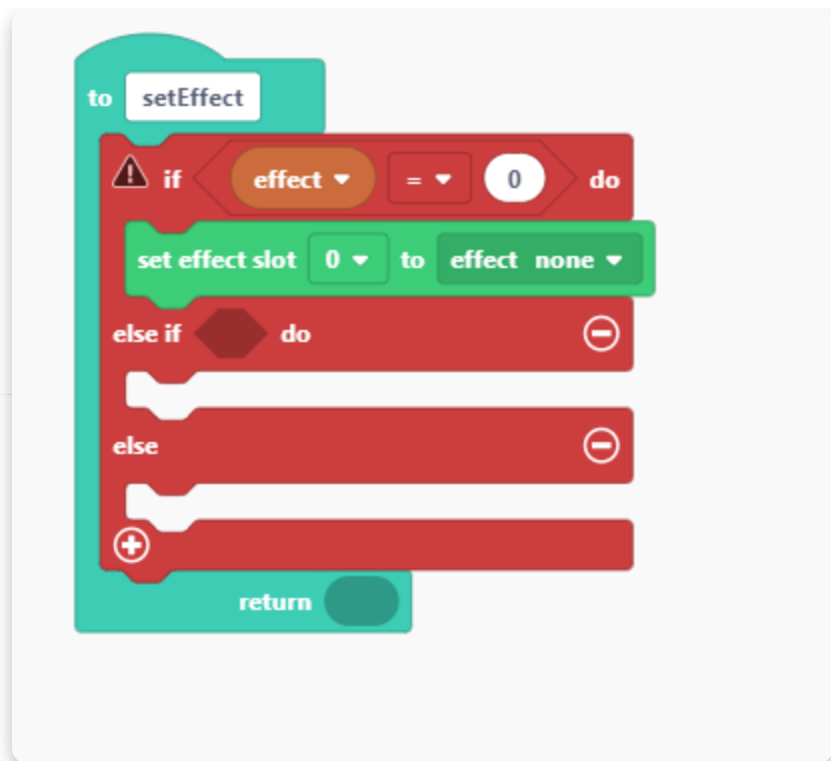 to setEffect
if effect = 0 do
set effect slot 0 to effect none
else if do
else
return